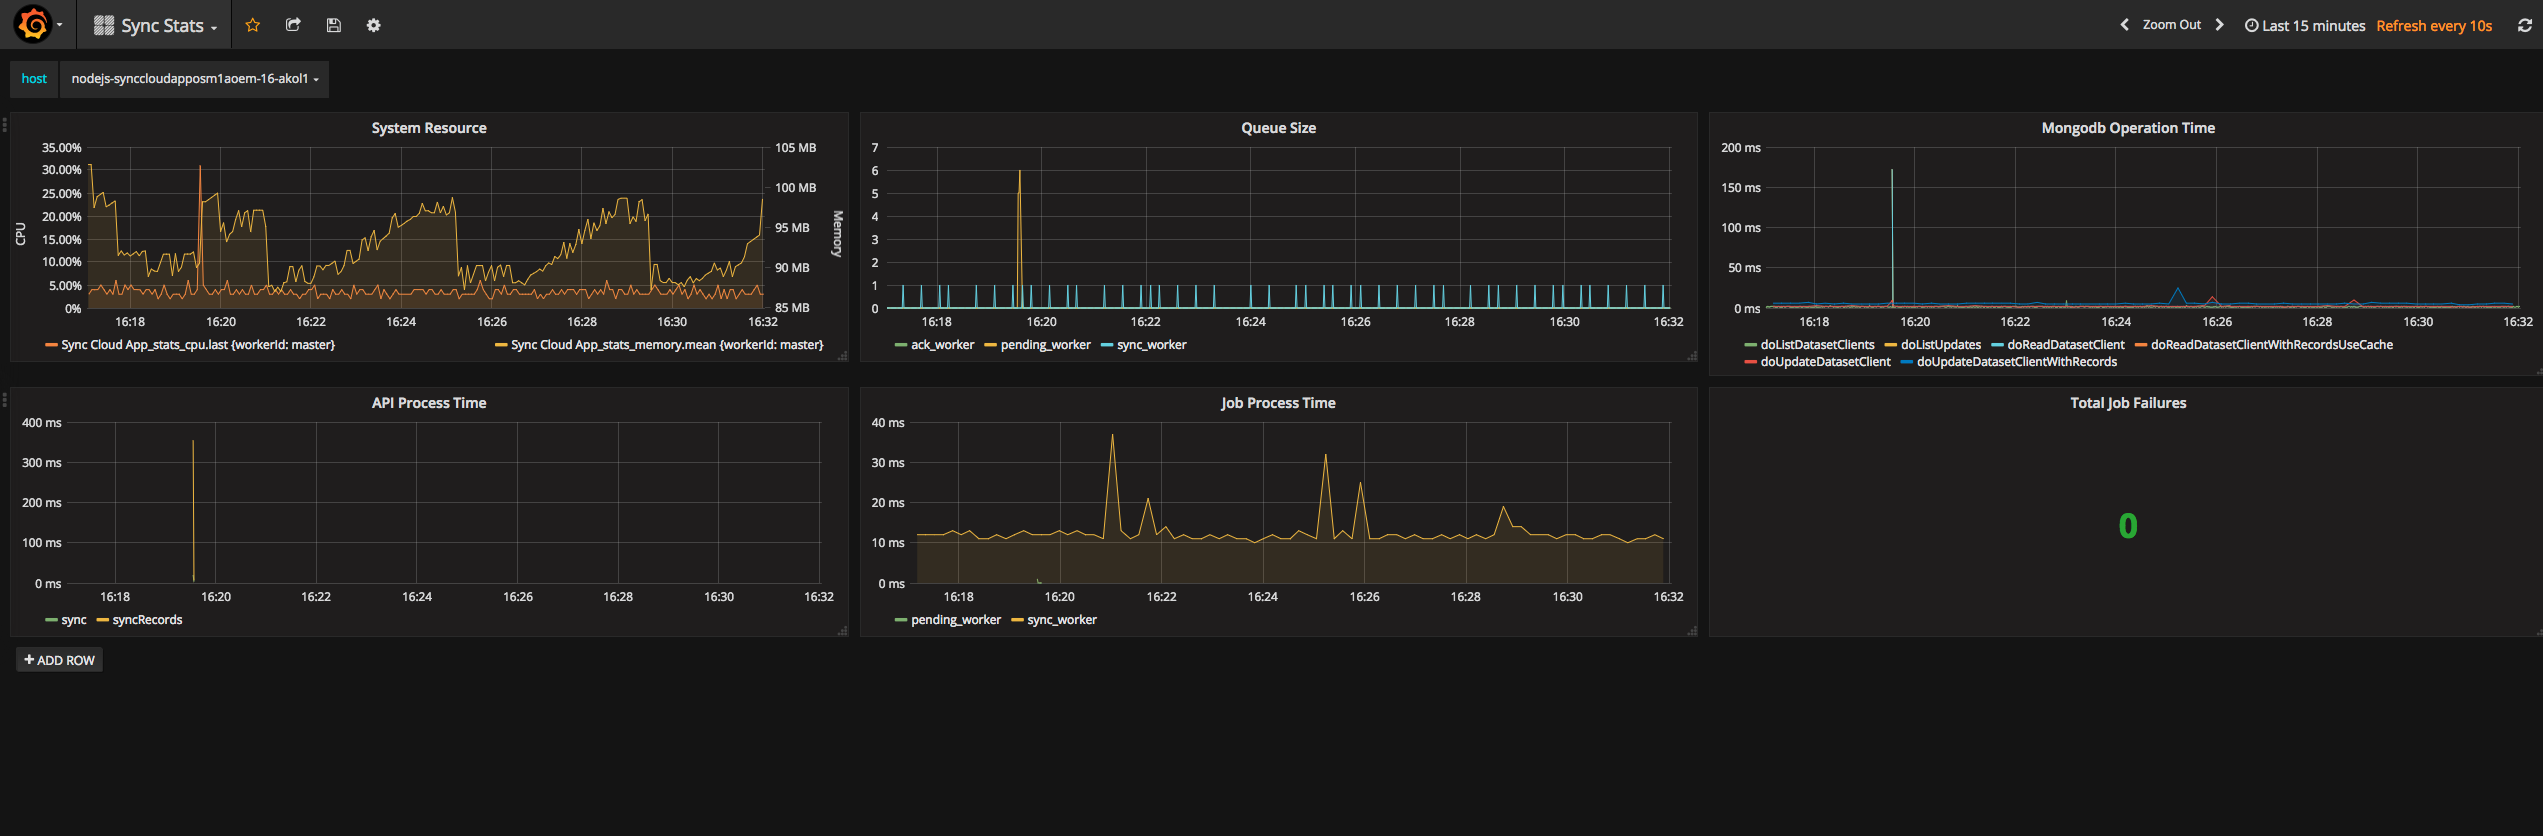 Sync Stats
Zoom Out
Last 15 minutes Refresh every 10s
host
nodejs-synccloudapposm1aoem-16-akol1
System Resource
35.00%
30.00%
25.00%
20.00%
15.00%
10.00%
5.00%
0%
CPU
105 MB
100 MB
95 MB
90 MB
85 MB
Memory
16:18 16:20 16:22 16:24 16:26 16:28 16:30 16:32
Sync Cloud App_stats_cpu.last {workerId: master} Sync Cloud App_stats_memory.mean {workerId: master}
Queue Size
7
6
5
4
3
2
1
0
16:18 16:20 16:22 16:24 16:26 16:28 16:30 16:32
ack_worker pending_worker sync_worker
Mongodb Operation Time
200 ms
150 ms
100 ms
50 ms
0 ms
16:18 16:20 16:22 16:24 16:26 16:28 16:30 16:32
doListDatasetClients doListUpdates doReadDatasetClient doReadDatasetClientWithRecordsUseCache
doUpdateDatasetClient doUpdateDatasetClientWithRecords
API Process Time
400 ms
300 ms
200 ms
100 ms
0 ms
16:18 16:20 16:22 16:24 16:26 16:28 16:30 16:32
sync syncRecords
Job Process Time
40 ms
30 ms
20 ms
10 ms
0 ms
16:18 16:20 16:22 16:24 16:26 16:28 16:30 16:32
pending_worker sync_worker
Total Job Failures
0
+ ADD ROW